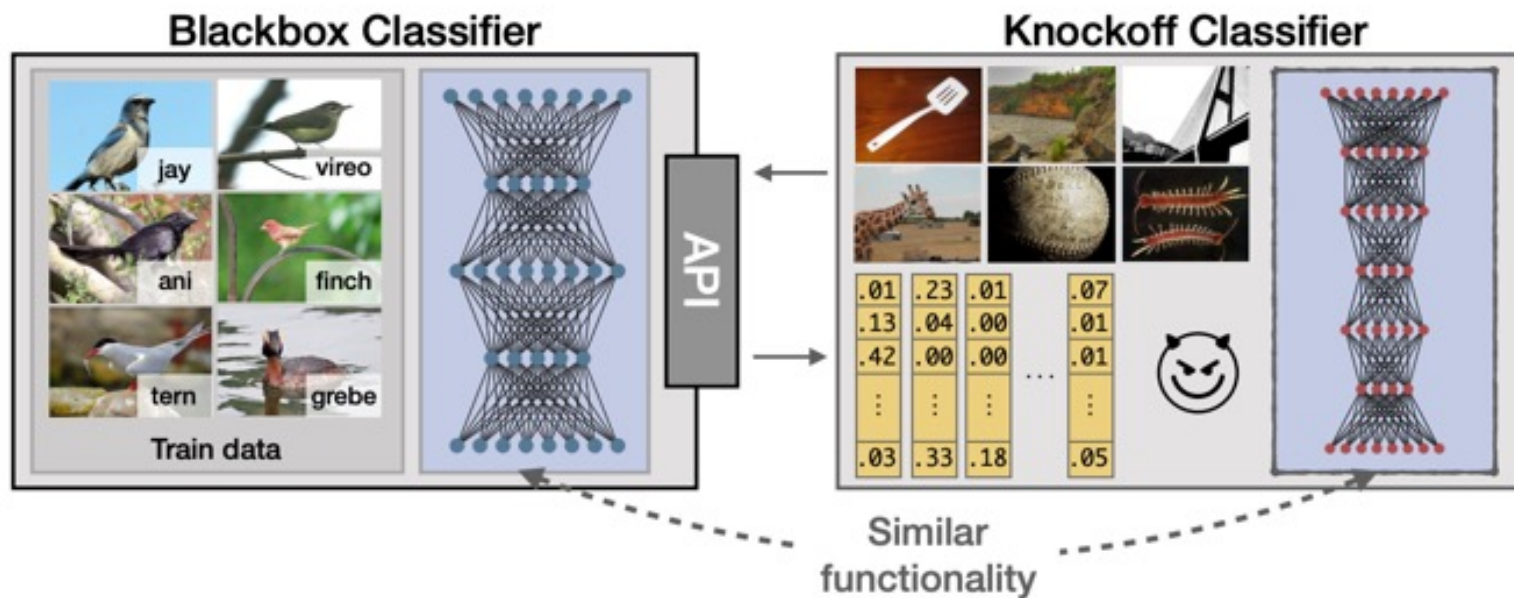 Blackbox Classifier
jay
vireo
ani
finch
tern
grebe
Train data
API
Knockoff Classifier
.01 .23 .01 .07
.13 .04 .00 .01
.42 .00 .00 ... .01
⋮ ⋮ ⋮ ⋮
.03 .33 .18 .05
Similar
functionality